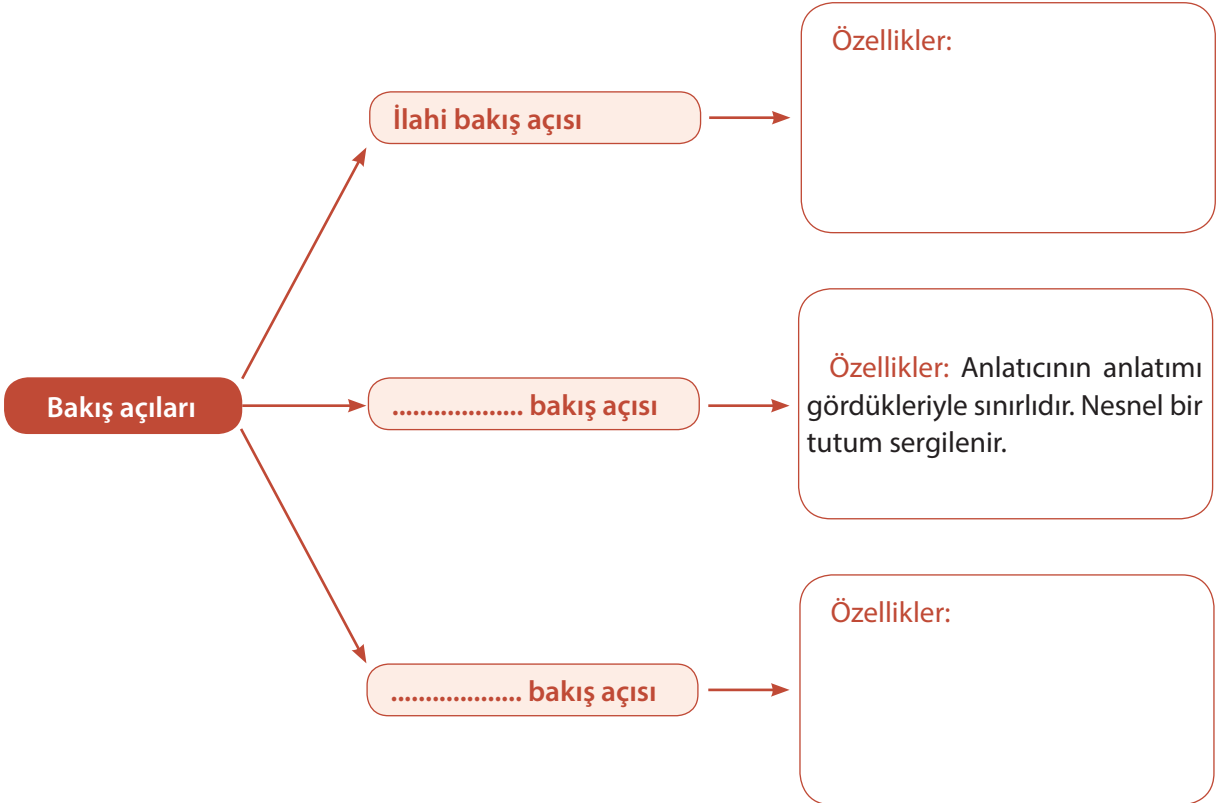 Özellikler:
İlahi bakış açısı
Özellikler: Anlatıcının anlatımı
gördükleriyle sınırlıdır. Nesnel bir
tutum sergilenir.
Bakış açıları
................... bakış açısı
Özellikler:
................... bakış açısı